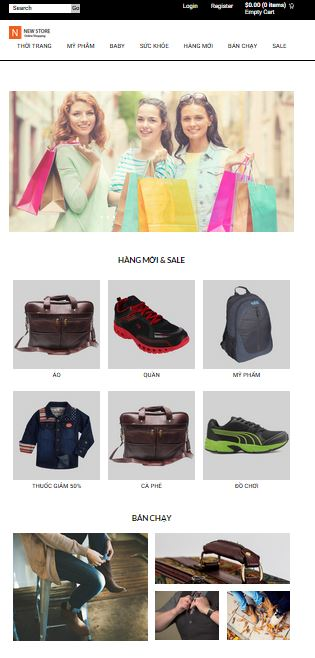 Search Go Login Register $0.00 (0 items)
Empty Cart
N NEW STORE
Online Shopping
THỜI TRANG MỸ PHẨM BABY SỨC KHỎE HÀNG MỚI BÁN CHẠY SALE
HÀNG MỚI & SALE
ÁO QUẦN MỸ PHẨM
THUỐC GIẢM 50% CÀ PHÊ ĐỒ CHƠI
BÁN CHẠY